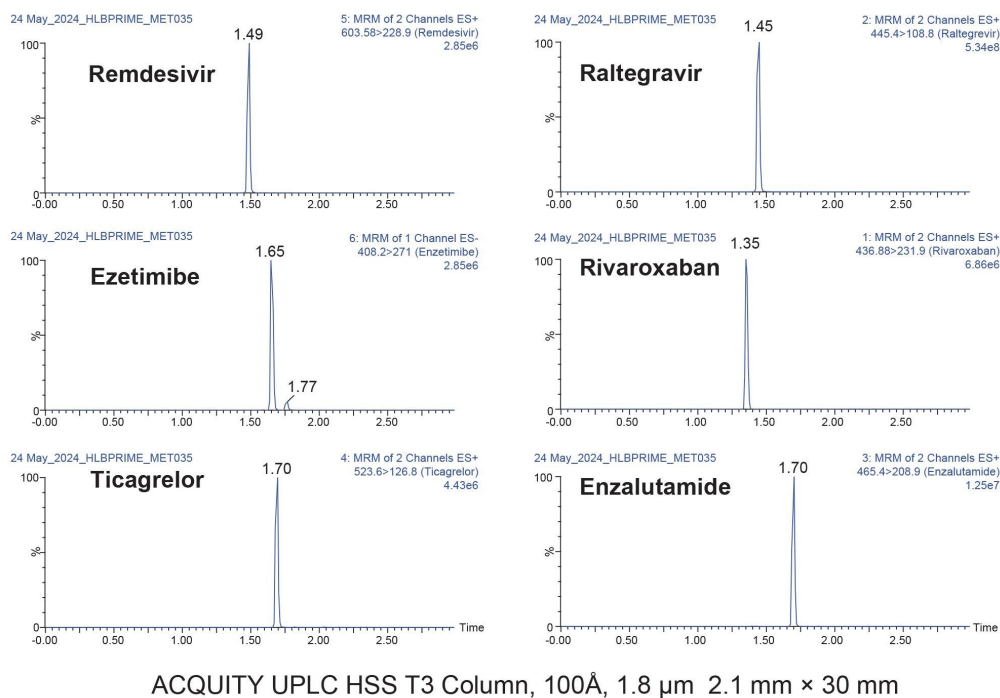 24 May_2024_HLBPRIME_MET035
5: MRM of 2 Channels ES+
603.58>228.9 (Remdesivir)
2.85e6
1.49
Remdesivir
100
%
0
-0.00 0.50 1.00 1.50 2.00 2.50
24 May_2024_HLBPRIME_MET035
2: MRM of 2 Channels ES+
445.4>108.8 (Raltegrevir)
5.34e8
1.45
Raltegravir
100
%
0
-0.00 0.50 1.00 1.50 2.00 2.50
24 May_2024_HLBPRIME_MET035
6: MRM of 1 Channel ES-
408.2>271 (Enzetimibe)
2.85e6
1.65
Ezetimibe
1.77
100
%
0
-0.00 0.50 1.00 1.50 2.00 2.50
24 May_2024_HLBPRIME_MET035
1: MRM of 2 Channels ES+
436.88>231.9 (Rivaroxaban)
6.86e6
1.35
Rivaroxaban
100
%
0
-0.00 0.50 1.00 1.50 2.00 2.50
24 May_2024_HLBPRIME_MET035
4: MRM of 2 Channels ES+
523.6>126.8 (Ticagrelor)
4.43e6
1.70
Ticagrelor
100
%
0
-0.00 0.50 1.00 1.50 2.00 2.50
Time
24 May_2024_HLBPRIME_MET035
3: MRM of 2 Channels ES+
465.4>208.9 (Enzalutamide)
1.25e7
1.70
Enzalutamide
100
%
0
-0.00 0.50 1.00 1.50 2.00 2.50
Time
ACQUITY UPLC HSS T3 Column, 100Å, 1.8 µm 2.1 mm × 30 mm